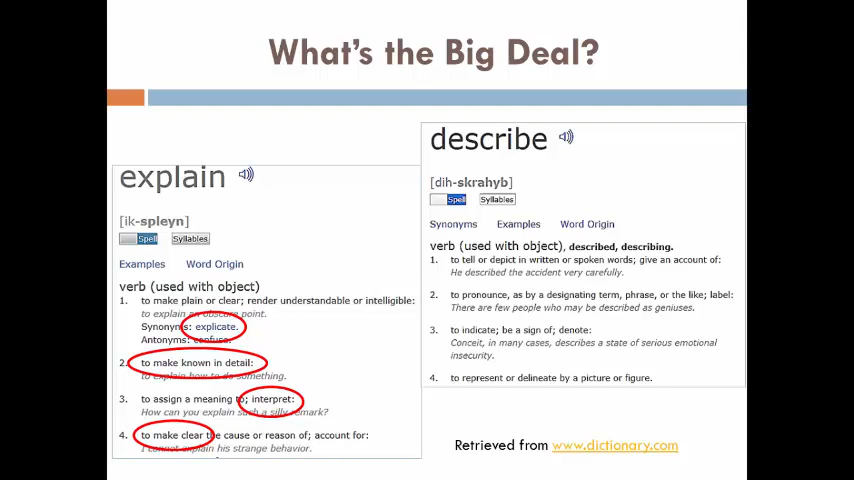 What's the Big Deal?
explain
[ik-spleyn]
Spell Syllables
Examples Word Origin
verb (used with object)
1. to make plain or clear; render understandable or intelligible:
to explain an obscure point.
Synonyms: explicate.
Antonyms: confuse.
2. to make known in detail:
to explain how to do something.
3. to assign a meaning to; interpret:
How can you explain such a silly remark?
4. to make clear the cause or reason of; account for:
I cannot explain his strange behavior.
describe
[dih-skrahyb]
Spell Syllables
Synonyms Examples Word Origin
verb (used with object), described, describing.
1. to tell or depict in written or spoken words; give an account of:
He described the accident very carefully.
2. to pronounce, as by a designating term, phrase, or the like; label:
There are few people who may be described as geniuses.
3. to indicate; be a sign of; denote:
Conceit, in many cases, describes a state of serious emotional
insecurity.
4. to represent or delineate by a picture or figure.
Retrieved from www.dictionary.com